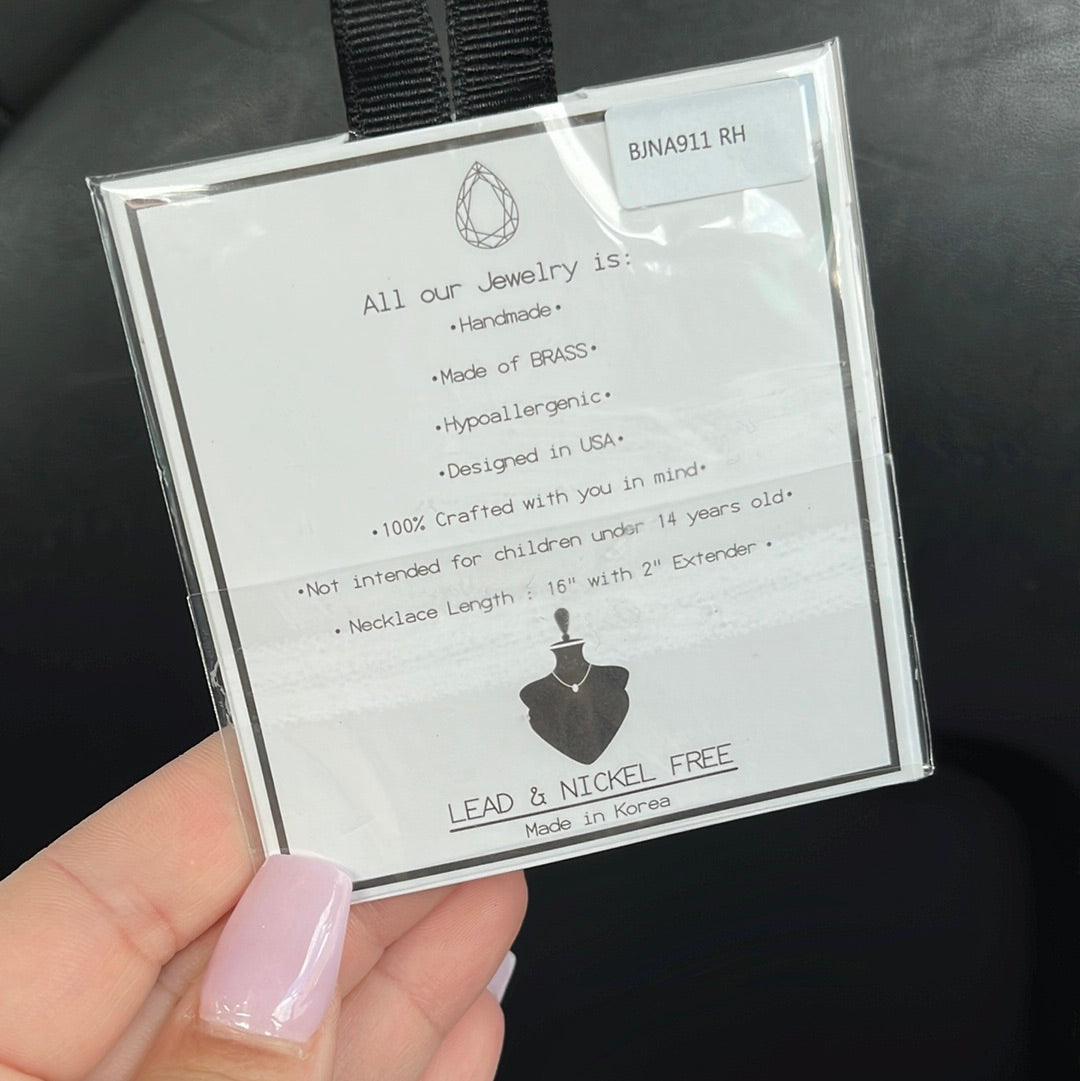 BJNA911 RH
All our Jewelry is:
•Handmade•
•Made of BRASS•
•Hypoallergenic•
•Designed in USA•
•100% Crafted with you in mind•
•Not intended for children under 14 years old•
• Necklace Length : 16" with 2" Extender •
LEAD & NICKEL FREE
Made in Korea